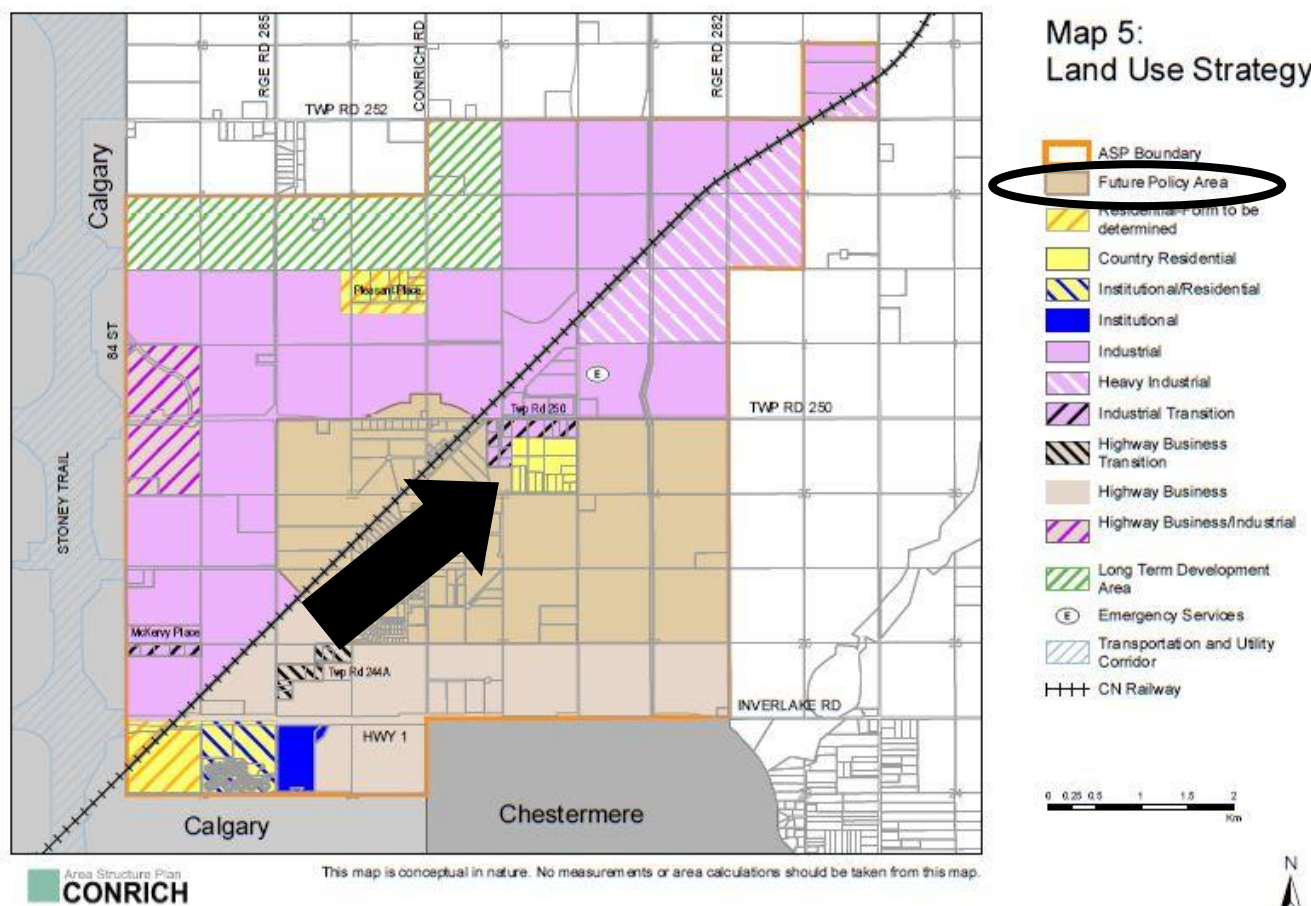 Map 5:
Land Use Strategy
RGE RD 285
CONRICH RD
RGE RD 282
TWP RD 252
Calgary
Pleasant Place
84 ST
E
Twp Rd 250
TWP RD 250
STONEY TRAIL
McKervy Place
Twp Rd 244A
INVERLAKE RD
HWY 1
Calgary
Chestermere
ASP Boundary
Future Policy Area
Residential-Form to be
determined
Country Residential
Institutional/Residential
Institutional
Industrial
Heavy Industrial
Industrial Transition
Highway Business
Transition
Highway Business
Highway Business/Industrial
Long Term Development
Area
E
Emergency Services
Transportation and Utility
Corridor
CN Railway
0 0.25 0.5 1 1.5 2
Km
N
Area Structure Plan
CONRICH
This map is conceptual in nature. No measurements or area calculations should be taken from this map.